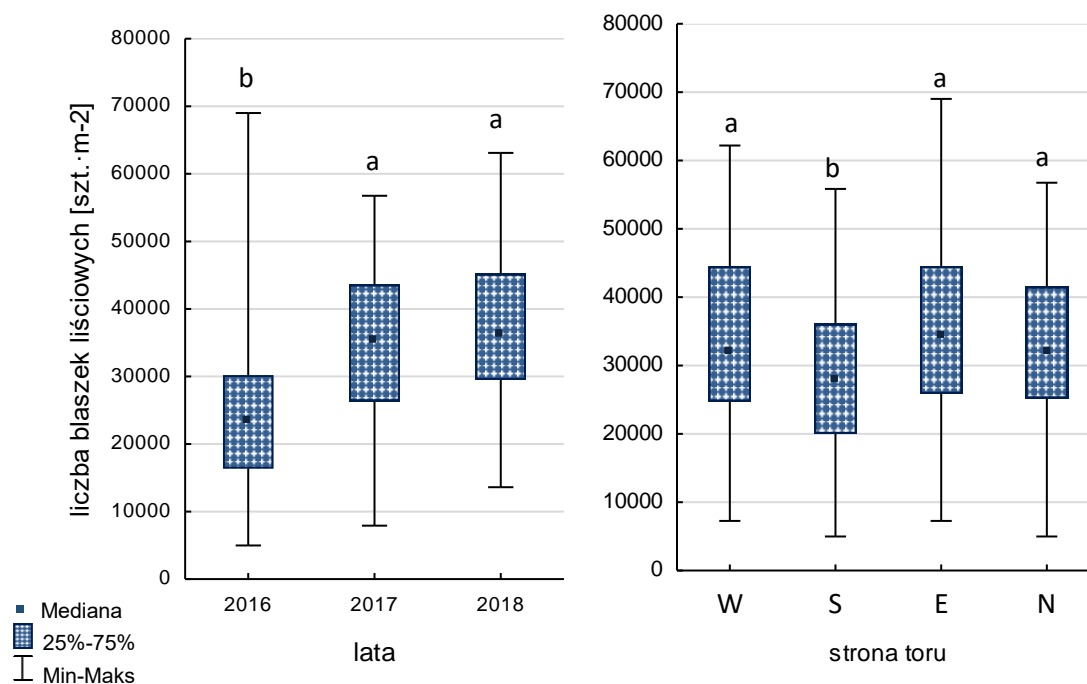 liczba blaszek liściowych [szt.·m-2]
80000
70000
60000
50000
40000
30000
20000
10000
0
b
a
a
2016
2017
2018
lata
80000
70000
60000
50000
40000
30000
20000
10000
0
a
b
a
a
W
S
E
N
strona toru
Mediana
25%-75%
Min-Maks